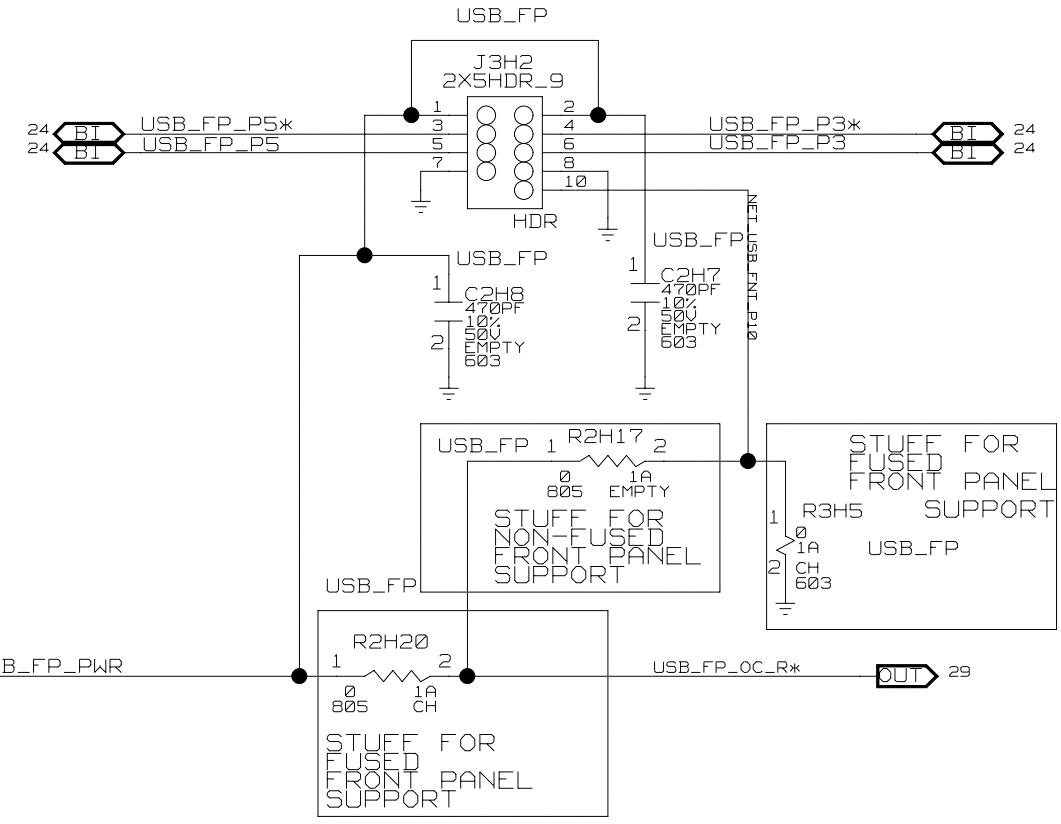 USB_FP
J3H2
2X5HDR_9
1
2
24 BI USB_FP_P5*
3
4
USB_FP_P3* BI 24
24 BI USB_FP_P5
5
6
USB_FP_P3 BI 24
7
8
10
HDR
NET_USB_FNT_P10
USB_FP
1
C2H7
470PF
10%
50V
EMPTY
603
2
USB_FP
1
C2H8
470PF
10%
50V
EMPTY
603
2
USB_FP 1 R2H17 2
0 1A
805 EMPTY
STUFF FOR
NON-FUSED
FRONT PANEL
SUPPORT
STUFF FOR
FUSED
FRONT PANEL
SUPPORT
R3H5
1
0
1A
CH
603
2
USB_FP
USB_FP
B_FP_PWR
R2H20
1 2
0 1A
805 CH
STUFF FOR
FUSED
FRONT PANEL
SUPPORT
USB_FP_OC_R* OUT 29